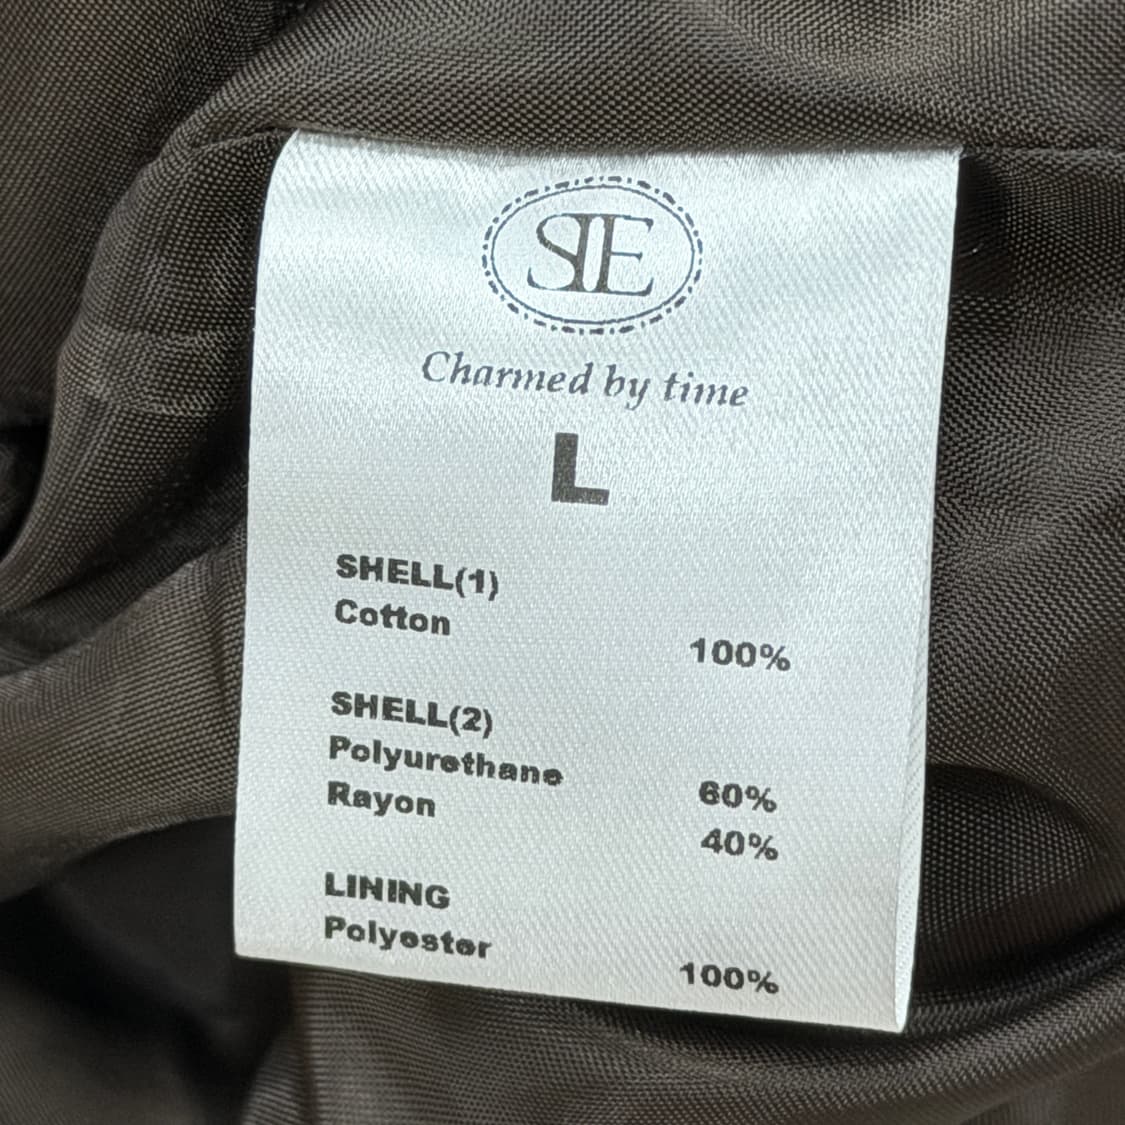 SIE
Charmed by time
L
SHELL(1)
Cotton 100%
SHELL(2)
Polyurethane 60%
Rayon 40%
LINING
Polyester 100%